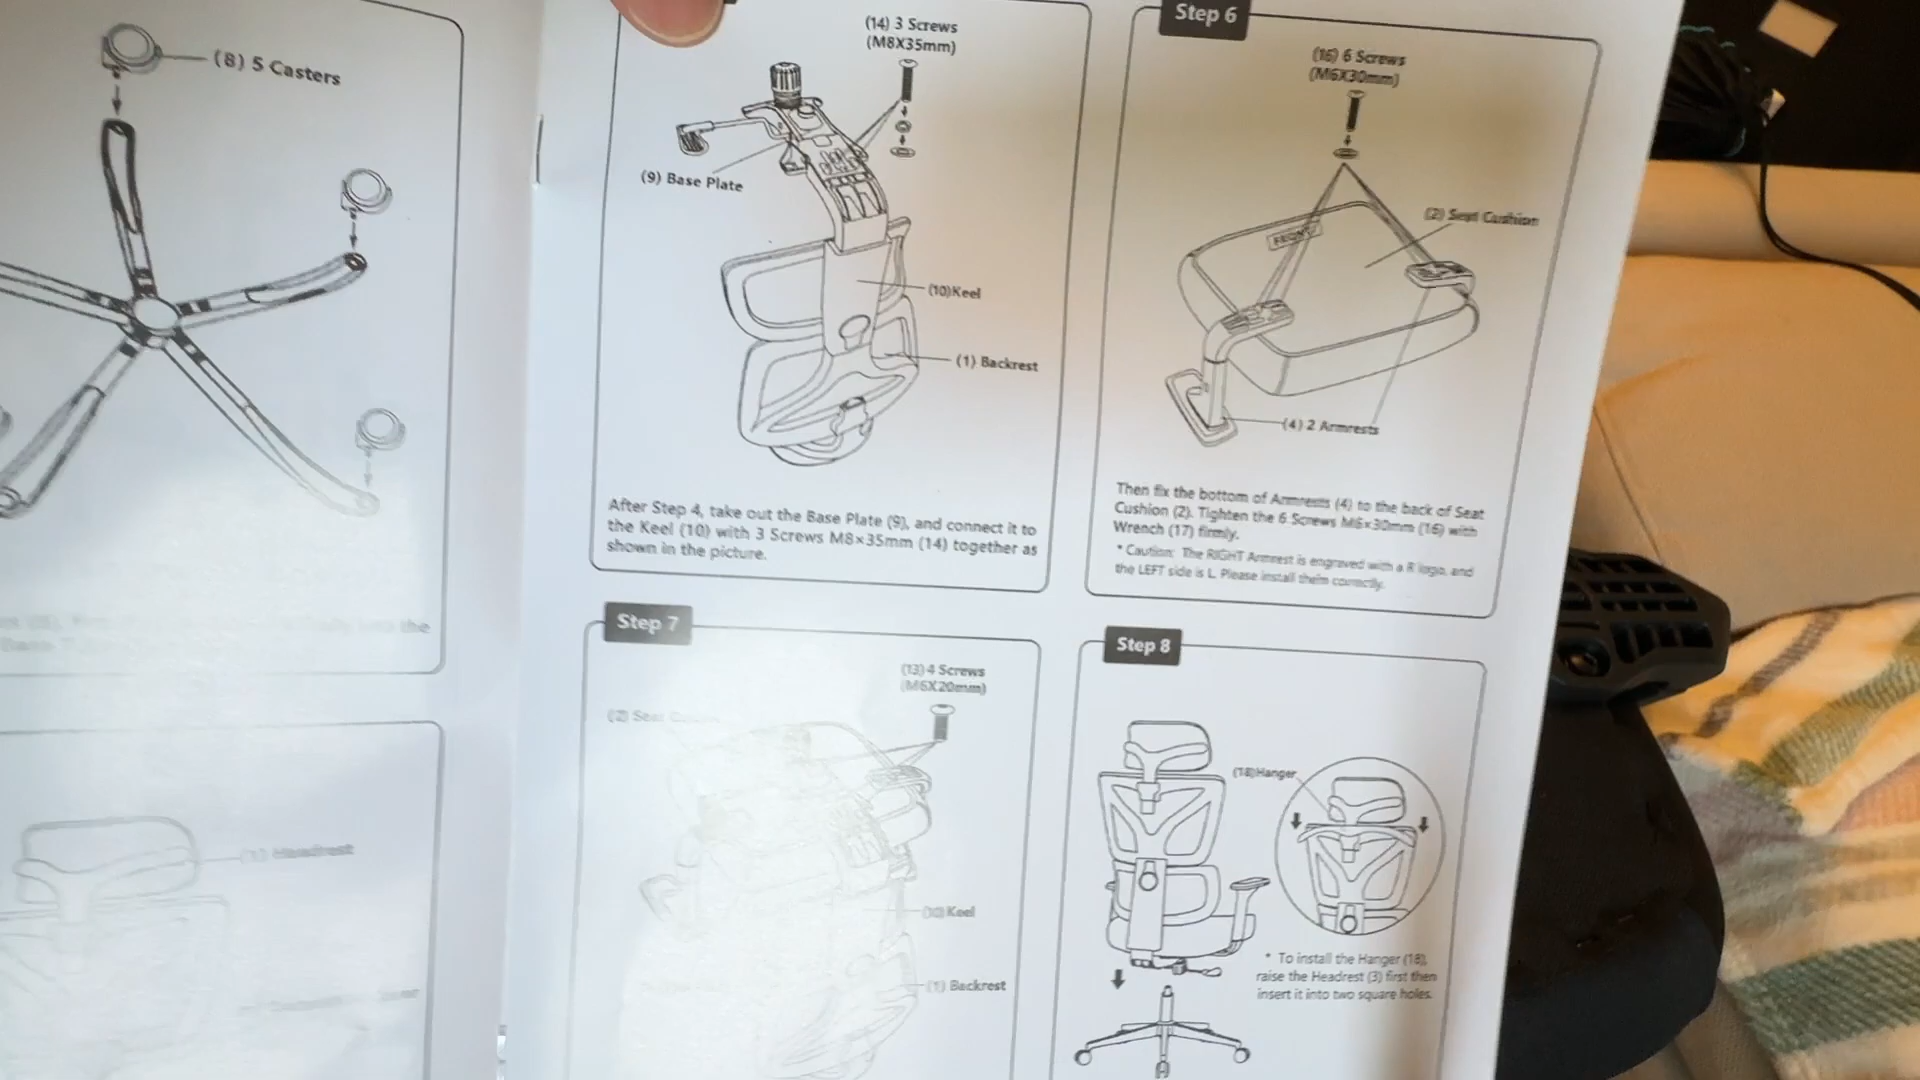 (8) 5 Casters
the
(14) 3 Screws
(M8X35mm)
(9) Base Plate
(10)Keel
(1) Backrest
After Step 4, take out the Base Plate (9), and connect it to
the Keel (10) with 3 Screws M8×35mm (14) together as
shown in the picture.
Step 6
(16) 6 Screws
(M6X30mm)
(2) Seat Cushion
FRONT
(4) 2 Armrests
Then fix the bottom of Armrests (4) to the back of Seat
Cushion (2). Tighten the 6 Screws M6×30mm (16) with
Wrench (17) firmly.
* Caution: The RIGHT Armrest is engraved with a R logo, and
the LEFT side is L. Please install them correctly.
Headrest
Step 7
(13) 4 Screws
(M6X20mm)
(2) Seat
(10) Keel
(1) Backrest
Step 8
(18)Hanger
* To install the Hanger (18),
raise the Headrest (3) first then
insert it into two square holes.